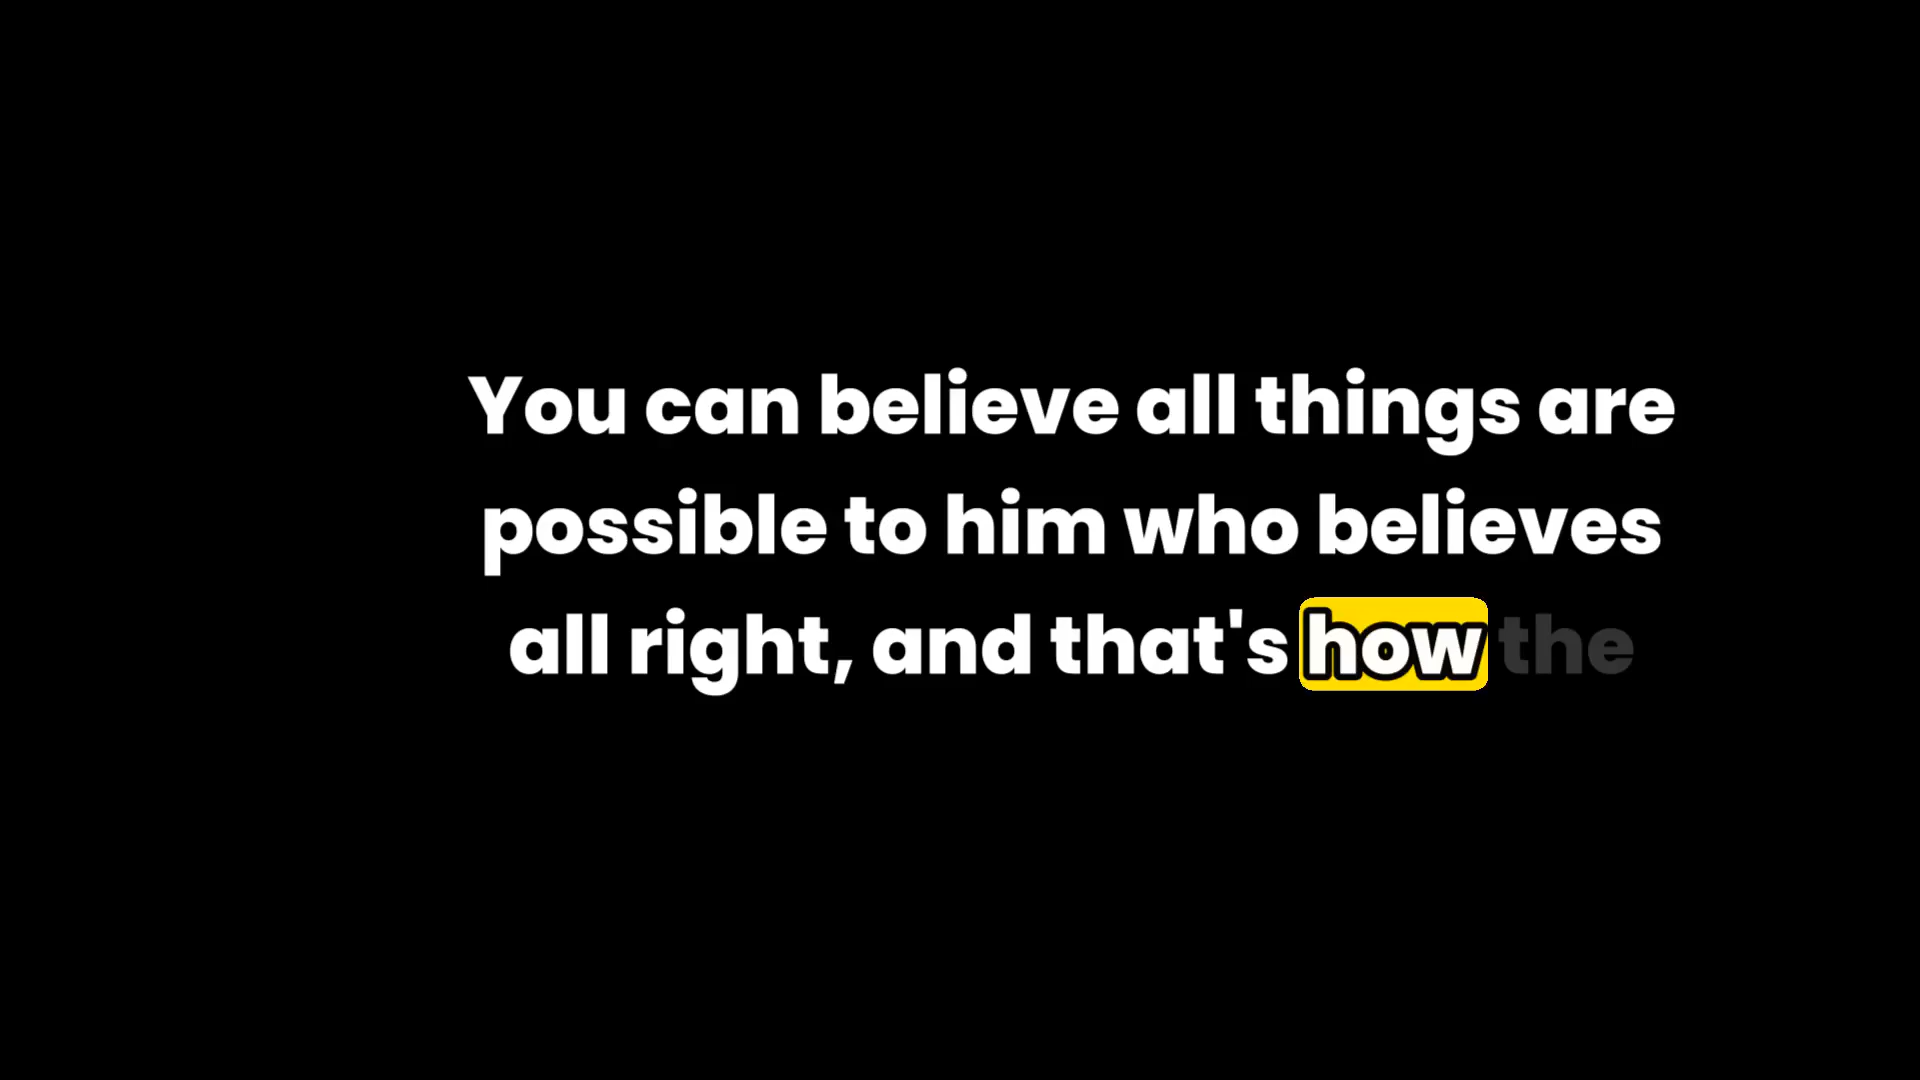 You can believe all things are
possible to him who believes
all right, and that's how the